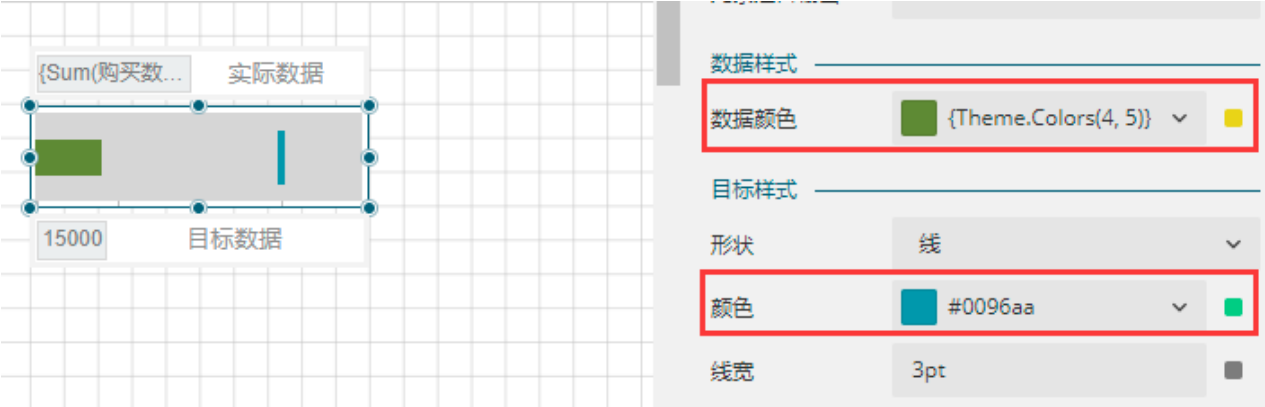 {Sum(购买数...
实际数据
15000
目标数据
数据样式
数据颜色
{Theme.Colors(4, 5)}
目标样式
形状
线
颜色
#0096aa
线宽
3pt